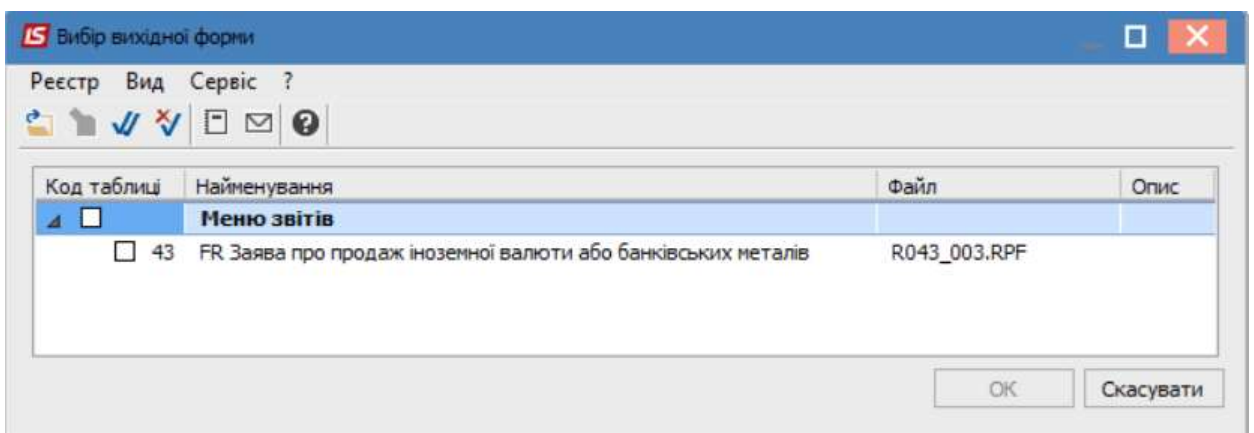 IS Вибір вихідної форми
Реєстр Вид Сервіс ?
Код таблиці Найменування Файл Опис
Меню звітів
43 FR Заява про продаж іноземної валюти або банківських металів R043_003.RPF
ОК Скасувати